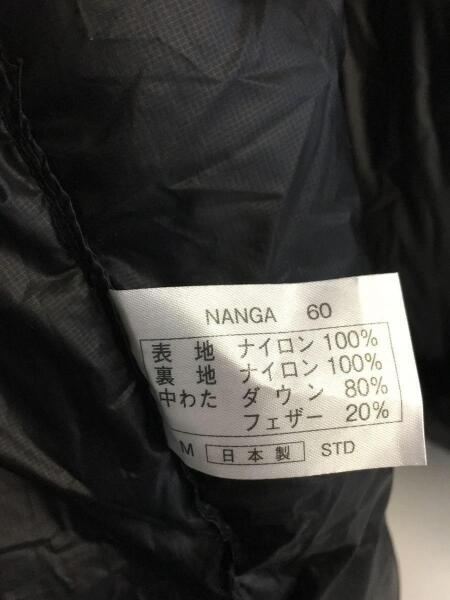 NANGA 60
表地 ナイロン 100%
裏地 ナイロン 100%
中わた ダウン 80%
フェザー 20%
M 日本製 STD